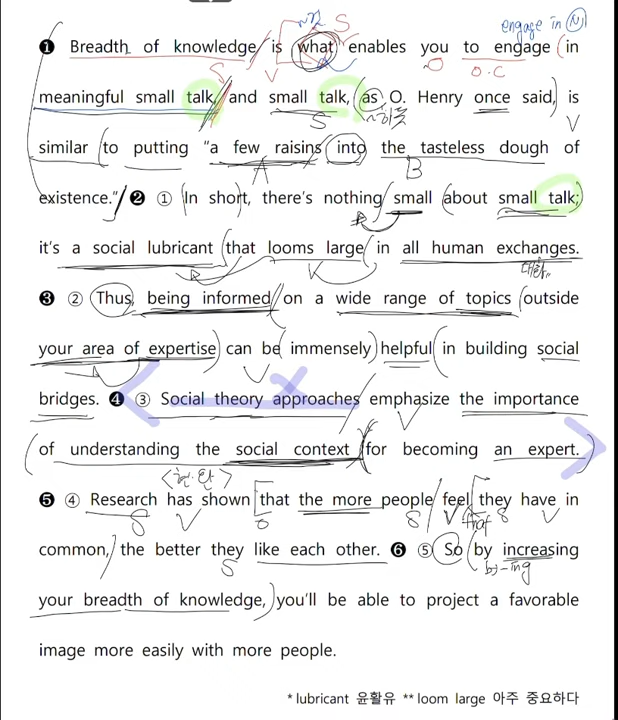 engage in N
S
❶ Breadth of knowledge is what enables you to engage in
V O O.C
meaningful small talk, and small talk, as O. Henry once said, is
S V
similar to putting "a few raisins into the tasteless dough of
A B
existence." ❷ ① In short, there's nothing small about small talk;
it's a social lubricant that looms large in all human exchanges.
대화
❸ ② Thus, being informed on a wide range of topics outside
your area of expertise can be immensely helpful in building social
V
bridges. ❹ ③ Social theory approaches emphasize the importance
V
of understanding the social context for becoming an expert.
❺ ④ Research has shown that the more people feel they have in
S V O S V that S V
common, the better they like each other. ❻ ⑤ So by increasing
S by -ing
your breadth of knowledge, you'll be able to project a favorable
image more easily with more people.
* lubricant 윤활유 ** loom large 아주 중요하다